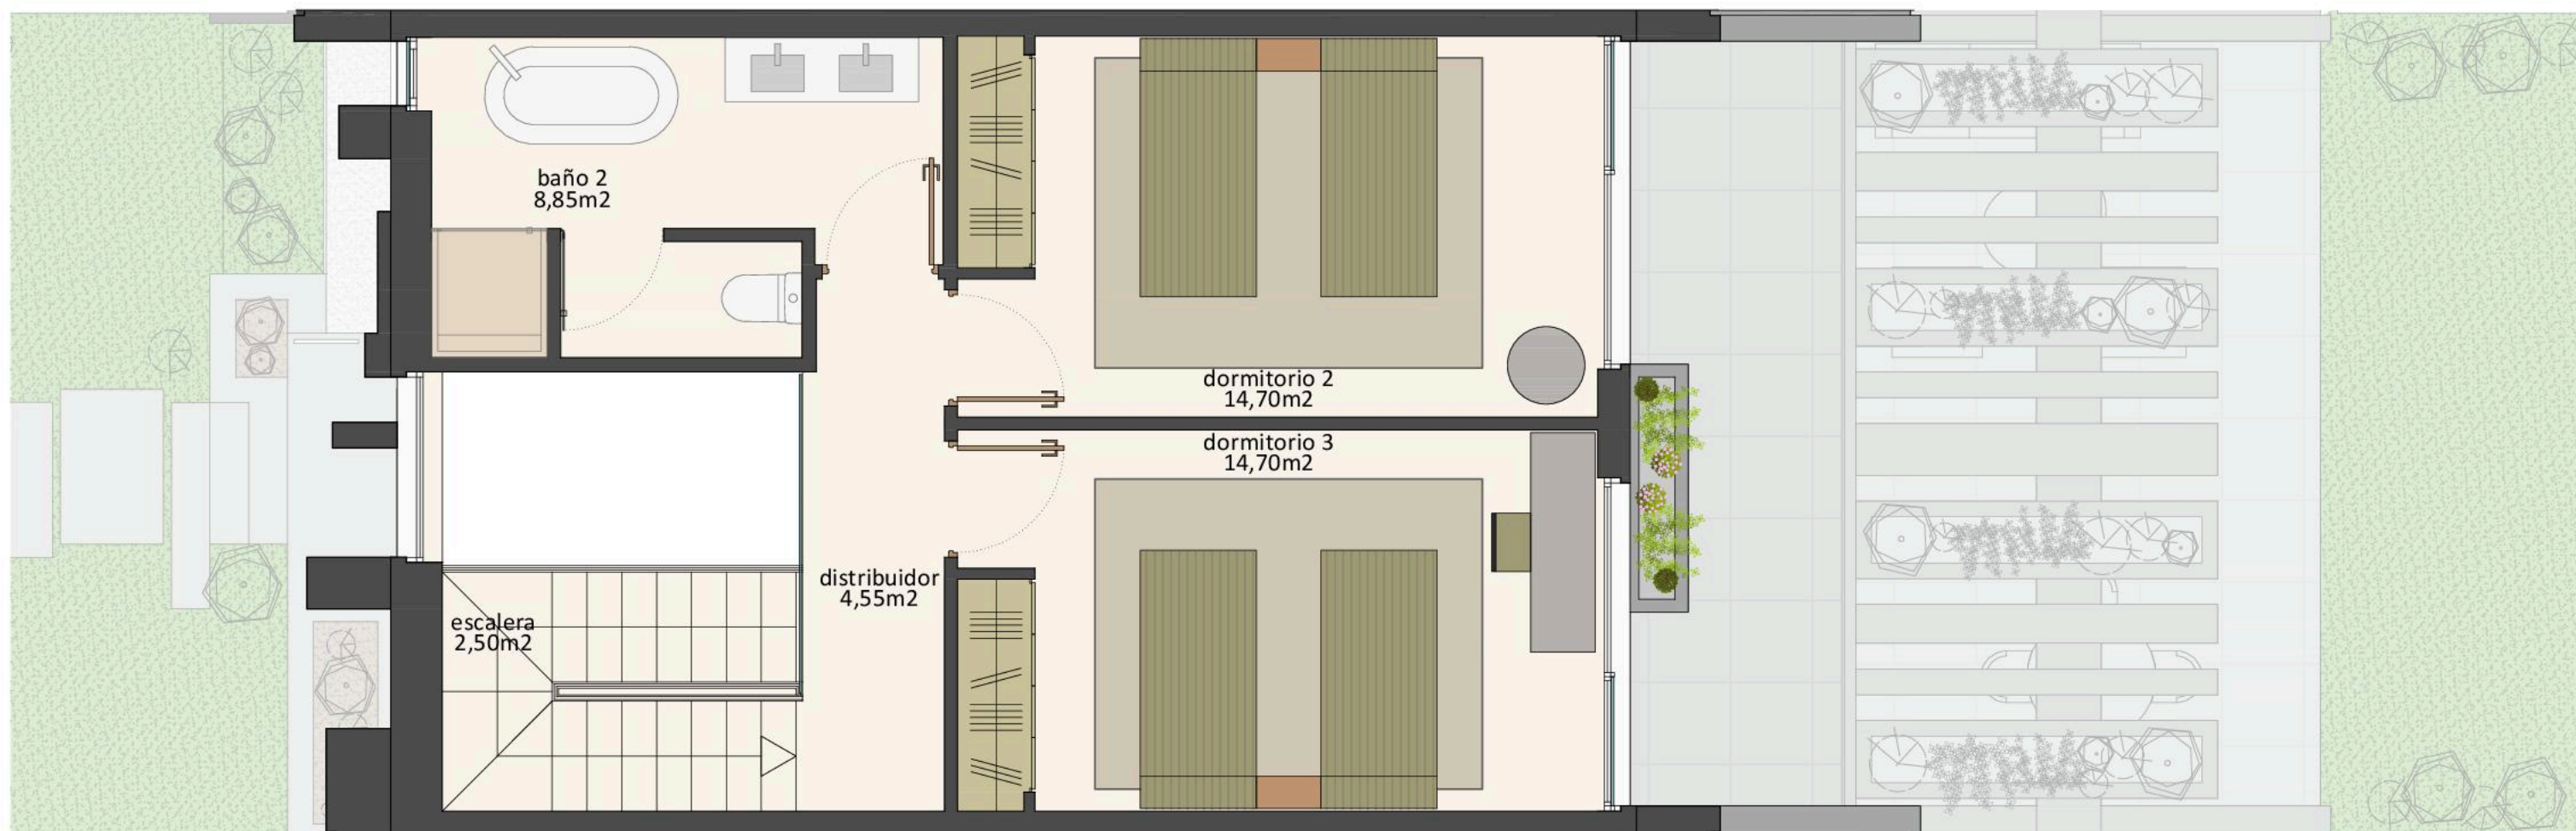 baño 2
8,85m2
dormitorio 2
14,70m2
dormitorio 3
14,70m2
distribuidor
4,55m2
escalera
2,50m2